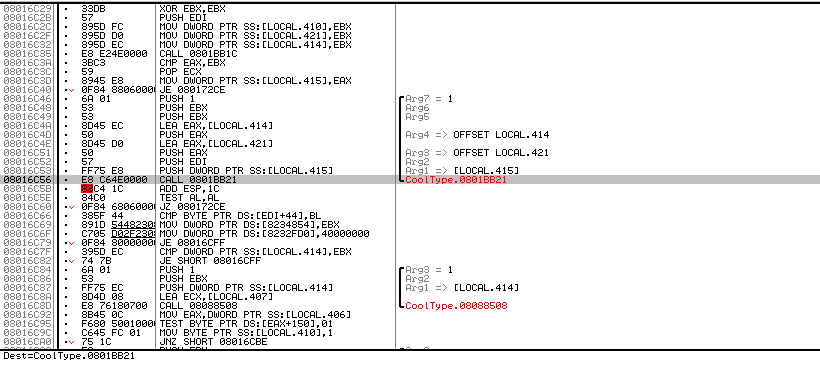 08016C29 · 33DB XOR EBX,EBX
08016C2B · 57 PUSH EDI
08016C2C · 895D FC MOV DWORD PTR SS:[LOCAL.410],EBX
08016C2F · 895D D0 MOV DWORD PTR SS:[LOCAL.421],EBX
08016C32 · 895D EC MOV DWORD PTR SS:[LOCAL.414],EBX
08016C35 · E8 E24E0000 CALL 0801BB1C
08016C3A · 3BC3 CMP EAX,EBX
08016C3C · 59 POP ECX
08016C3D · 8945 E8 MOV DWORD PTR SS:[LOCAL.415],EAX
08016C40 · 0F84 88060000 JE 080172CE
08016C46 · 6A 01 PUSH 1 Arg7 = 1
08016C48 · 53 PUSH EBX Arg6
08016C49 · 53 PUSH EBX Arg5
08016C4A · 8D45 EC LEA EAX,[LOCAL.414]
08016C4D · 50 PUSH EAX Arg4 => OFFSET LOCAL.414
08016C4E · 8D45 D0 LEA EAX,[LOCAL.421]
08016C51 · 50 PUSH EAX Arg3 => OFFSET LOCAL.421
08016C52 · 57 PUSH EDI Arg2
08016C53 · FF75 E8 PUSH DWORD PTR SS:[LOCAL.415] Arg1 => [LOCAL.415]
08016C56 · E8 C64E0000 CALL 0801BB21 CoolType.0801BB21
08016C5B · 83C4 1C ADD ESP,1C
08016C5E · 84C0 TEST AL,AL
08016C60 · 0F84 68060000 JZ 080172CE
08016C66 · 385F 44 CMP BYTE PTR DS:[EDI+44],BL
08016C69 · 891D 54482308 MOV DWORD PTR DS:[8234854],EBX
08016C6F · C705 D02F2308 MOV DWORD PTR DS:[8232FD0],40000000
08016C79 · 0F84 80000000 JE 08016CFF
08016C7F · 395D EC CMP DWORD PTR SS:[LOCAL.414],EBX
08016C82 · 74 7B JE SHORT 08016CFF
08016C84 · 6A 01 PUSH 1 Arg3 = 1
08016C86 · 53 PUSH EBX Arg2
08016C87 · FF75 EC PUSH DWORD PTR SS:[LOCAL.414] Arg1 => [LOCAL.414]
08016C8A · 8D4D 08 LEA ECX,[LOCAL.407]
08016C8D · E8 76180700 CALL 08088508 CoolType.08088508
08016C92 · 8B45 0C MOV EAX,DWORD PTR SS:[LOCAL.406]
08016C95 · F680 5001000 TEST BYTE PTR DS:[EAX+150],01
08016C9C · C645 FC 01 MOV BYTE PTR SS:[LOCAL.410],1
08016CA0 · 75 1C JNZ SHORT 08016CBE
Dest=CoolType.0801BB21